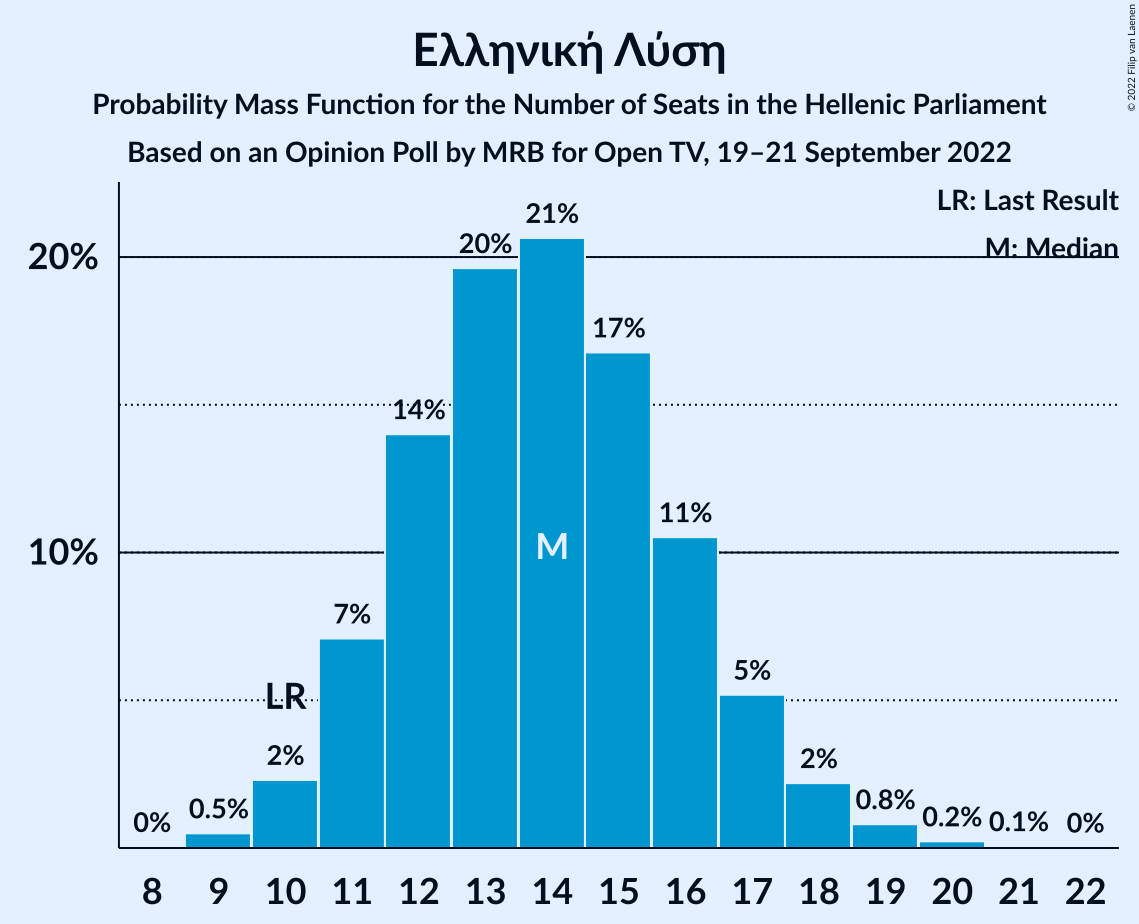 © 2022 Filip van Laenen
Ελληνική Λύση
Probability Mass Function for the Number of Seats in the Hellenic Parliament
Based on an Opinion Poll by MRB for Open TV, 19–21 September 2022
LR: Last Result
M: Median
20%
10%
0%
0.5%
2%
7%
14%
20%
21%
17%
11%
5%
2%
0.8%
0.2%
0.1%
0%
LR
M
8 9 10 11 12 13 14 15 16 17 18 19 20 21 22